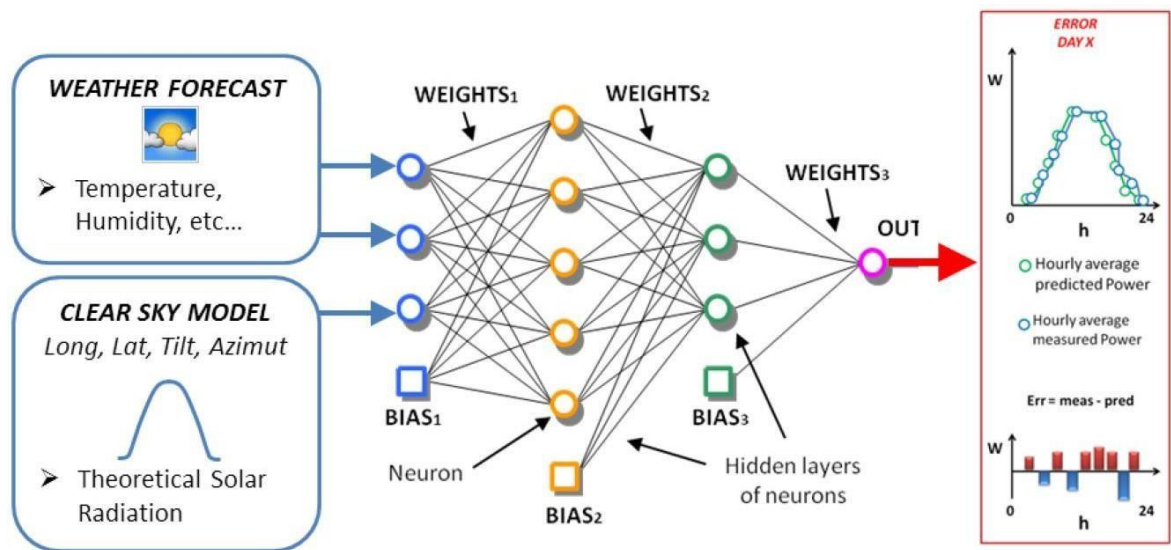 WEATHER FORECAST
➤ Temperature,
Humidity, etc...
CLEAR SKY MODEL
Long, Lat, Tilt, Azimut
➤ Theoretical Solar
Radiation
WEIGHTS₁
WEIGHTS₂
WEIGHTS₃
OUT
BIAS₁
BIAS₂
BIAS₃
Neuron
Hidden layers
of neurons
ERROR
DAY X
W
0
24
h
Hourly average
predicted Power
Hourly average
measured Power
Err = meas - pred
W
0
24
h